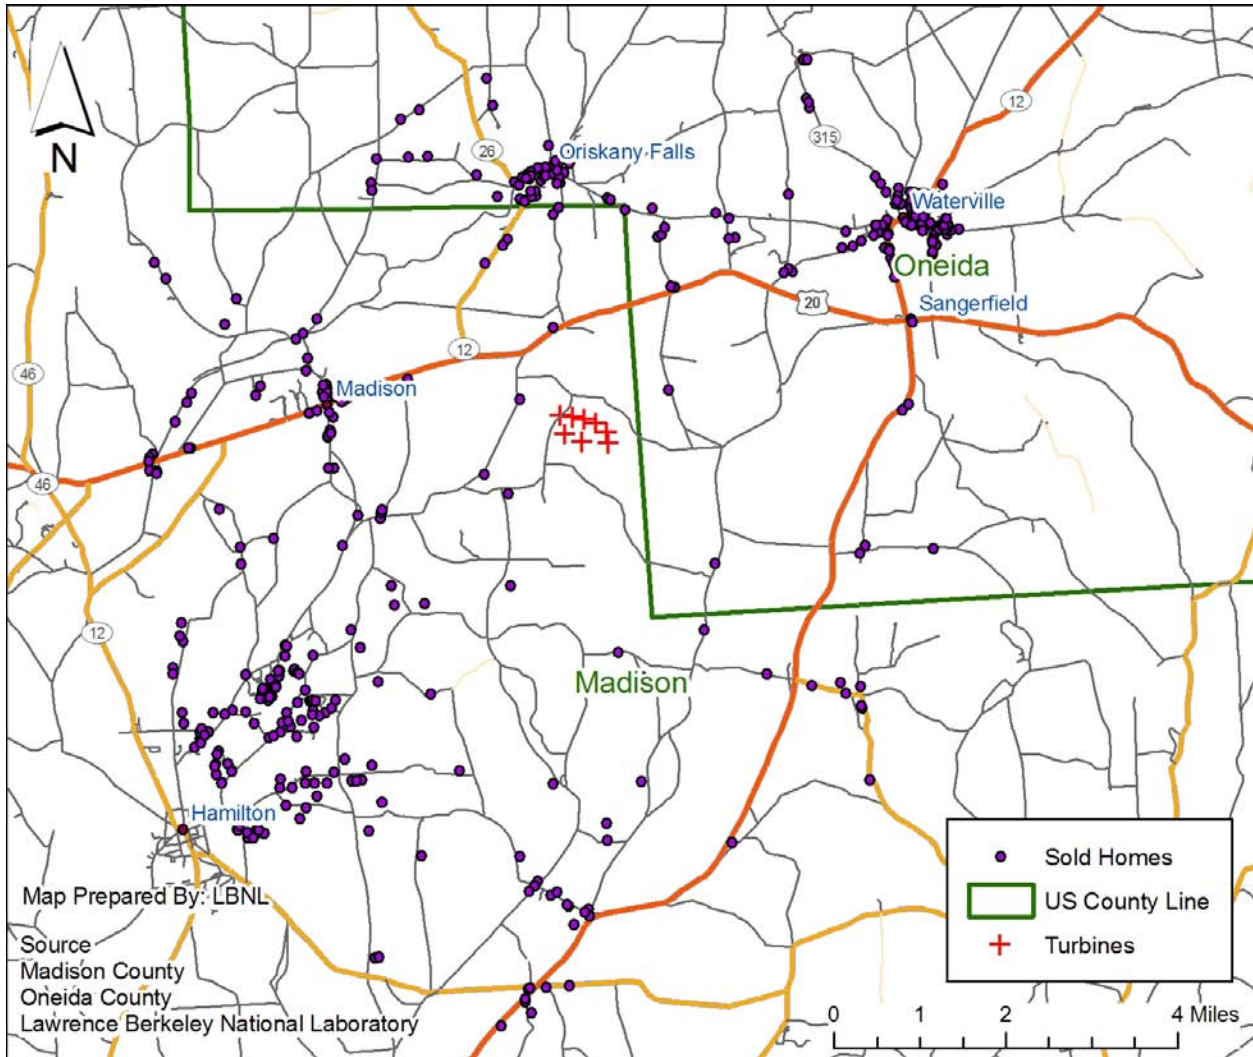 12
315
Oriskany Falls
26
N
Waterville
Oneida
20
Sangerfield
12
46
Madison
46
12
Madison
Hamilton
Map Prepared By: LBNL
Source
Madison County
Oneida County
Lawrence Berkeley National Laboratory
Sold Homes
US County Line
Turbines
0 1 2 4 Miles